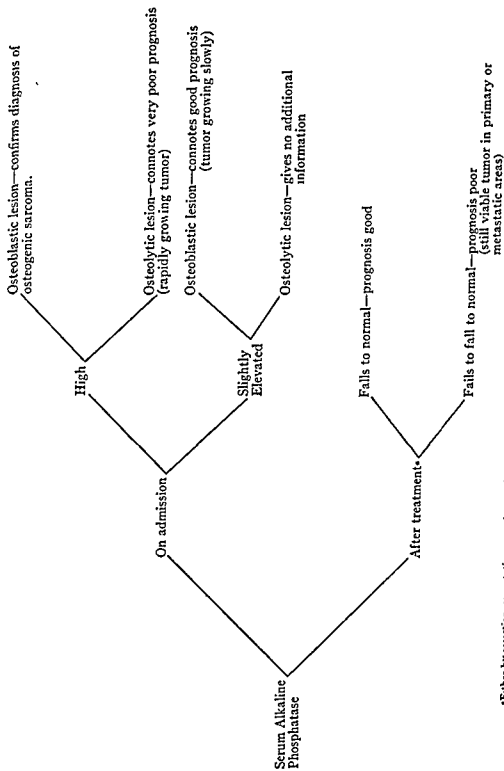 Osteoblastic lesion—confirms diagnosis of
osteogenic sarcoma.
High
Osteolytic lesion—connotes very poor prognosis
(rapidly growing tumor)
On admission
Osteoblastic lesion—connotes good prognosis
(tumor growing slowly)
Slightly
Elevated
Osteolytic lesion—gives no additional
information
Serum Alkaline
Phosphatase
Falls to normal—prognosis good
After treatment*
Fails to fall to normal—prognosis poor
(still viable tumor in primary or
metastatic areas)